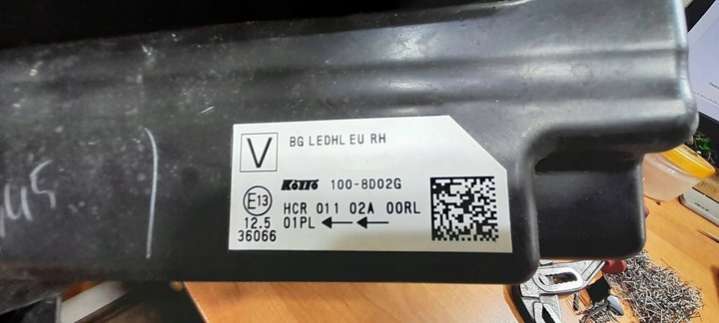 V
BG LEDHL EU RH
KOITO 100-8D02G
E13 HCR 011 02A 00RL
12.5 01PL
36066